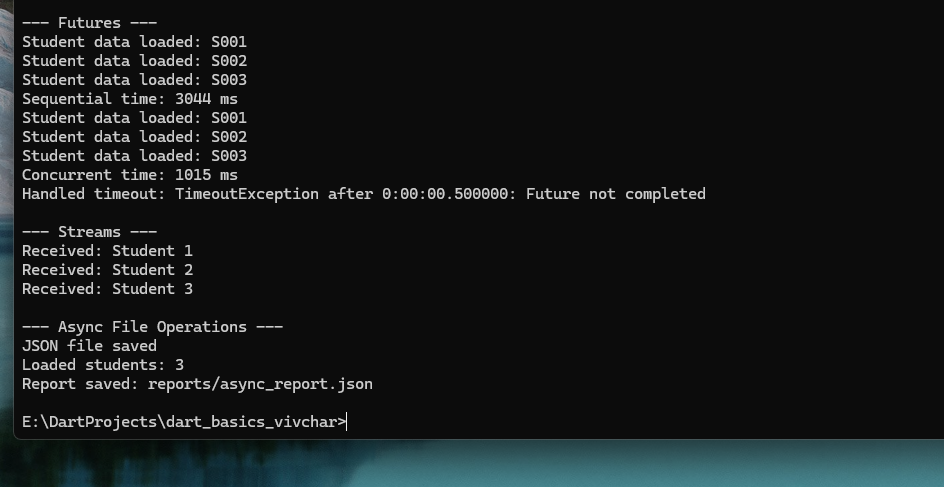 --- Futures ---
Student data loaded: S001
Student data loaded: S002
Student data loaded: S003
Sequential time: 3044 ms
Student data loaded: S001
Student data loaded: S002
Student data loaded: S003
Concurrent time: 1015 ms
Handled timeout: TimeoutException after 0:00:00.500000: Future not completed
--- Streams ---
Received: Student 1
Received: Student 2
Received: Student 3
--- Async File Operations ---
JSON file saved
Loaded students: 3
Report saved: reports/async_report.json
E:\DartProjects\dart_basics_vivchar>